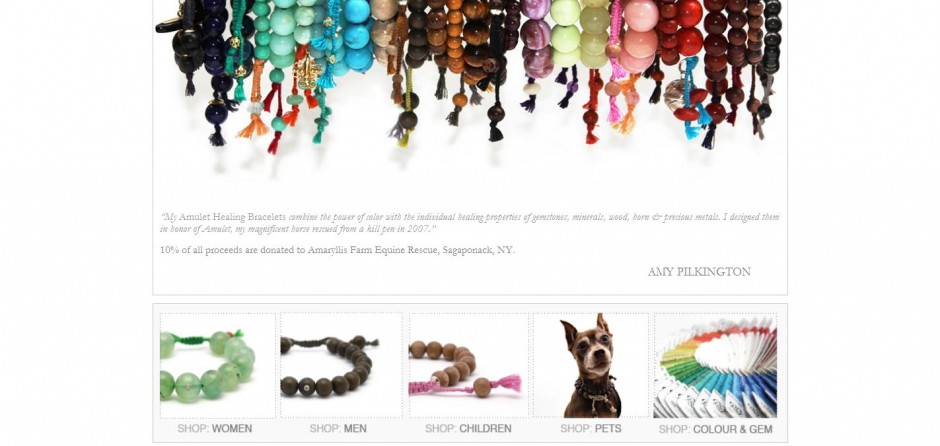 "My Amulet Healing Bracelets combine the power of color with the individual healing properties of gemstones, minerals, wood, horn & precious metals. I designed them
in honor of Amulet, my magnificent horse rescued from a kill pen in 2007."
10% of all proceeds are donated to Amaryllis Farm Equine Rescue, Sagaponack, NY.
AMY PILKINGTON
SHOP: WOMEN
SHOP: MEN
SHOP: CHILDREN
SHOP: PETS
SHOP: COLOUR & GEM